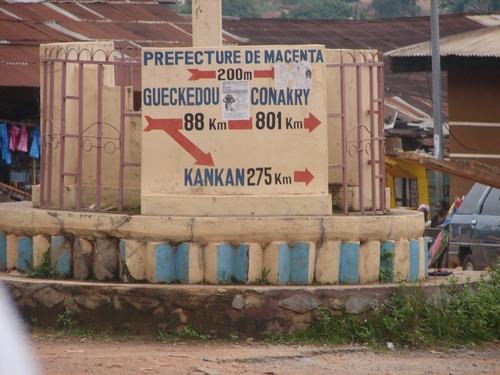 PREFECTURE DE MACENTA
200m
GUECKEDOU CONAKRY
88 Km 801 Km
KANKAN 275 Km